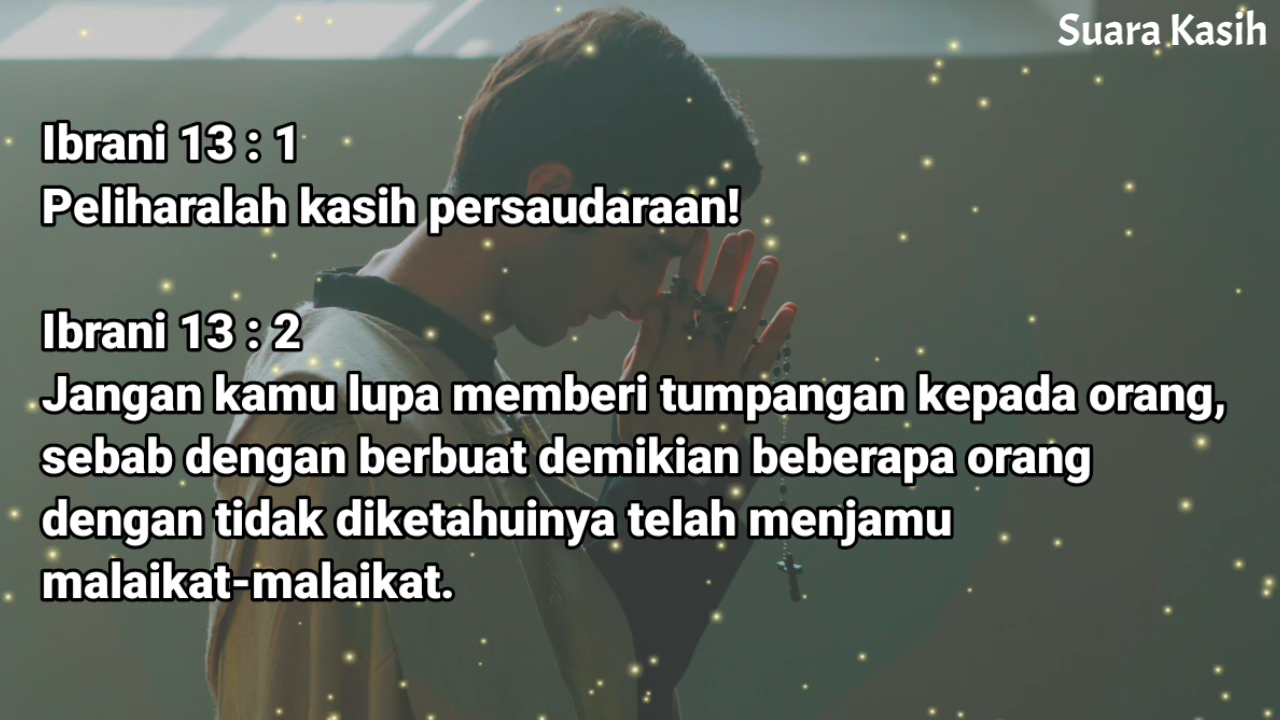 Suara Kasih
Ibrani 13 : 1
Peliharalah kasih persaudaraan!
Ibrani 13 : 2
Jangan kamu lupa memberi tumpangan kepada orang,
sebab dengan berbuat demikian beberapa orang
dengan tidak diketahuinya telah menjamu
malaikat-malaikat.